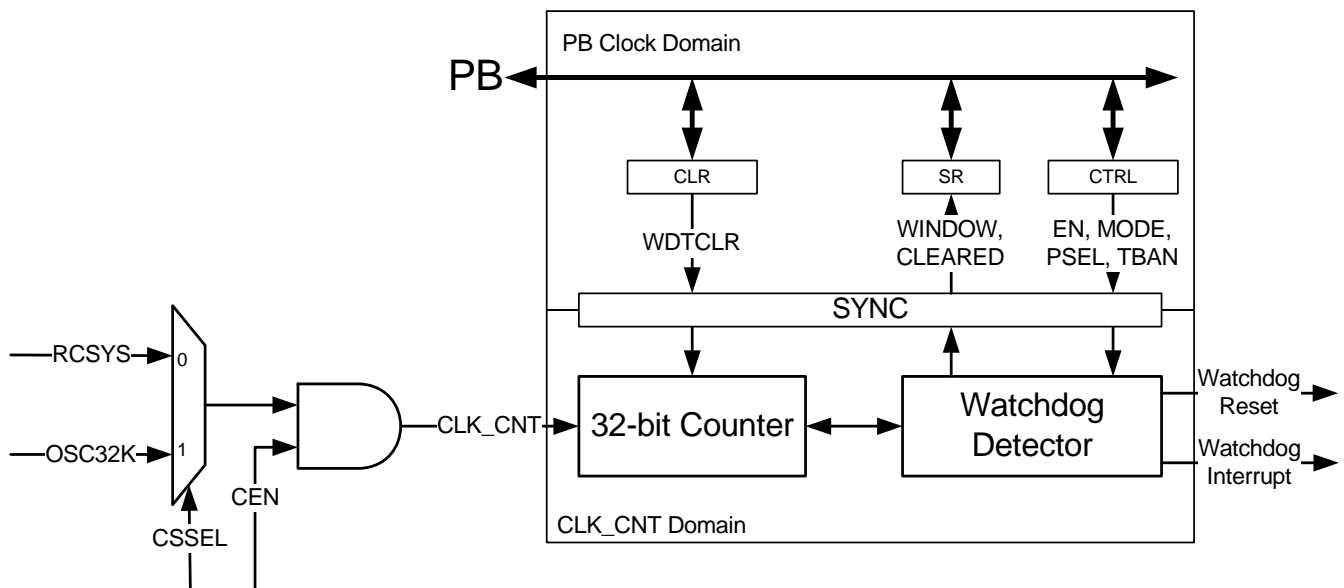 PB Clock Domain
PB
CLR
SR
CTRL
WDTCLR
WINDOW,
CLEARED
EN, MODE,
PSEL, TBAN
SYNC
RCSYS
0
OSC32K
1
CSSEL
CEN
CLK_CNT
32-bit Counter
Watchdog
Detector
Watchdog
Reset
Watchdog
Interrupt
CLK_CNT Domain